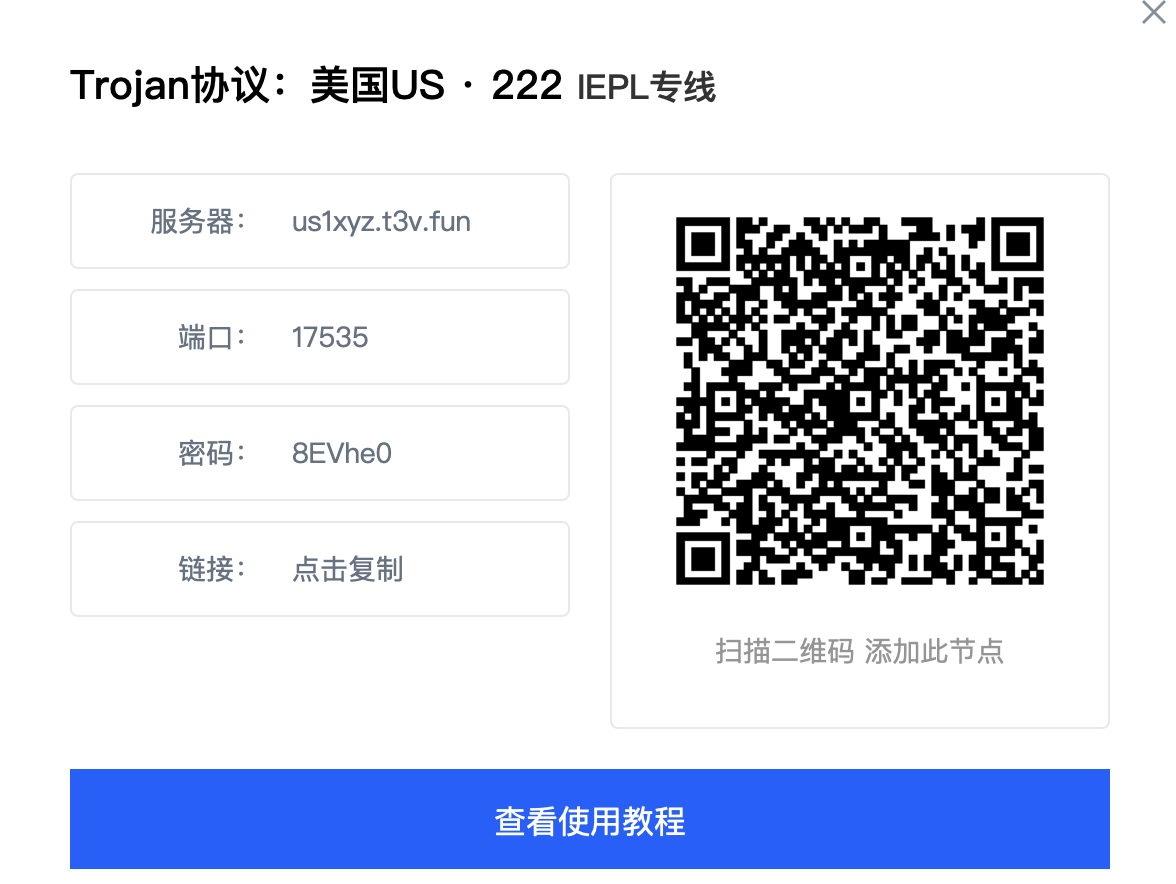 Trojan协议：美国US · 222 IEPL专线
服务器： us1xyz.t3v.fun
端口： 17535
密码： 8EVhe0
链接： 点击复制
扫描二维码 添加此节点
查看使用教程